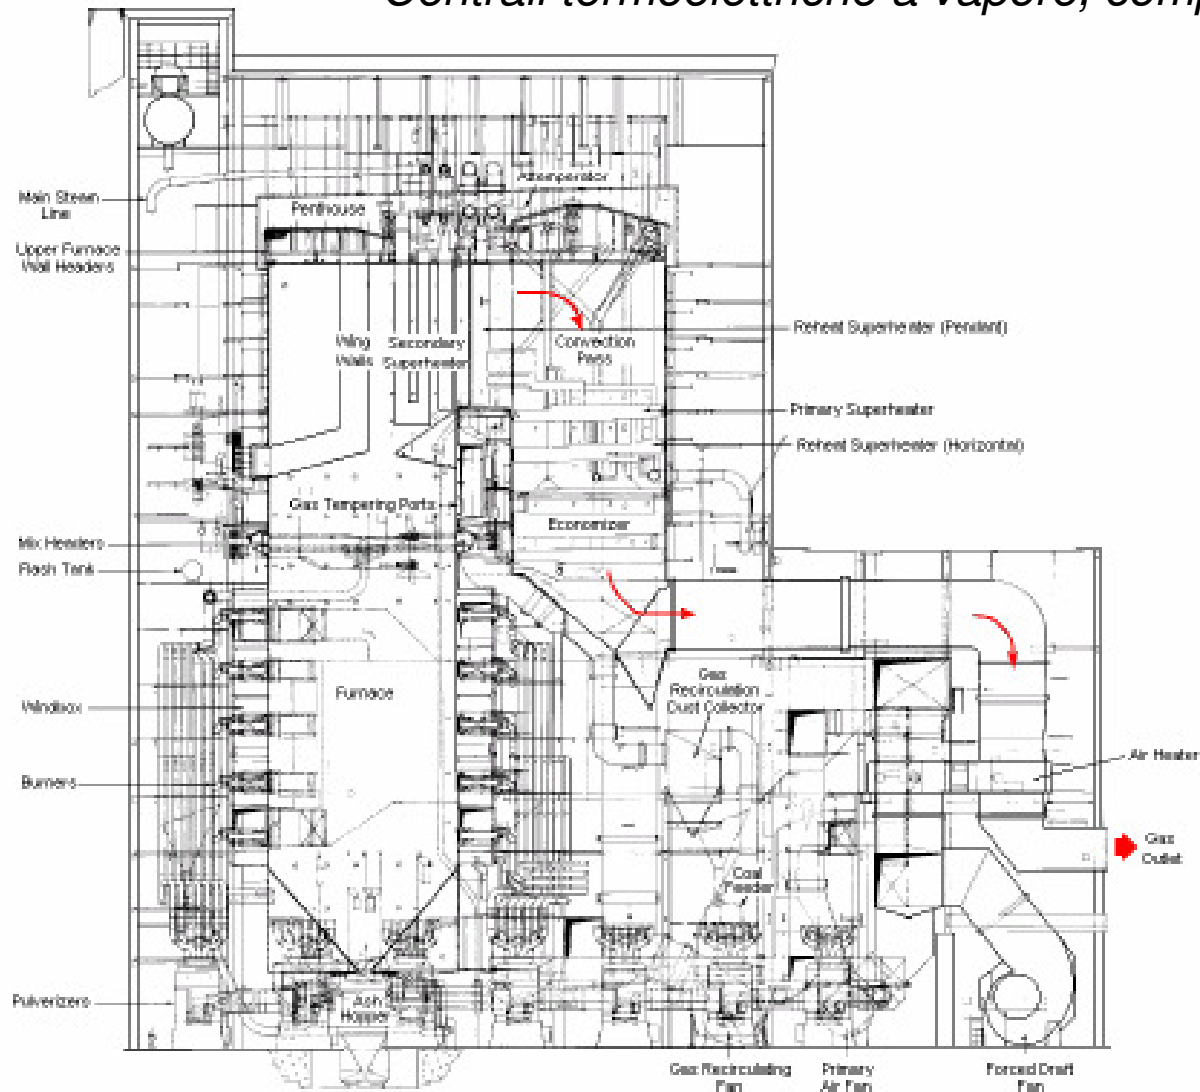 Centrali termoelettriche a vapore,
Attemperator
Main Steam
Line
Penthouse
Upper Furnace
Wall Headers
Reheat Superheater (Pendant)
Wing
Walls
Secondary
Superheater
Convection
Pass
Primary Superheater
Reheat Superheater (Horizontal)
Gas Tempering Ports
Economizer
Mix Headers
Flash Tank
Furnace
Gas
Recirculation
Dust Collector
Windbox
Air Heater
Burners
Gas
Outlet
Coal
Feeder
Pulverizers
Ash
Hopper
Gas Recirculating
Fan
Primary
Air Fan
Forced Draft
Fan